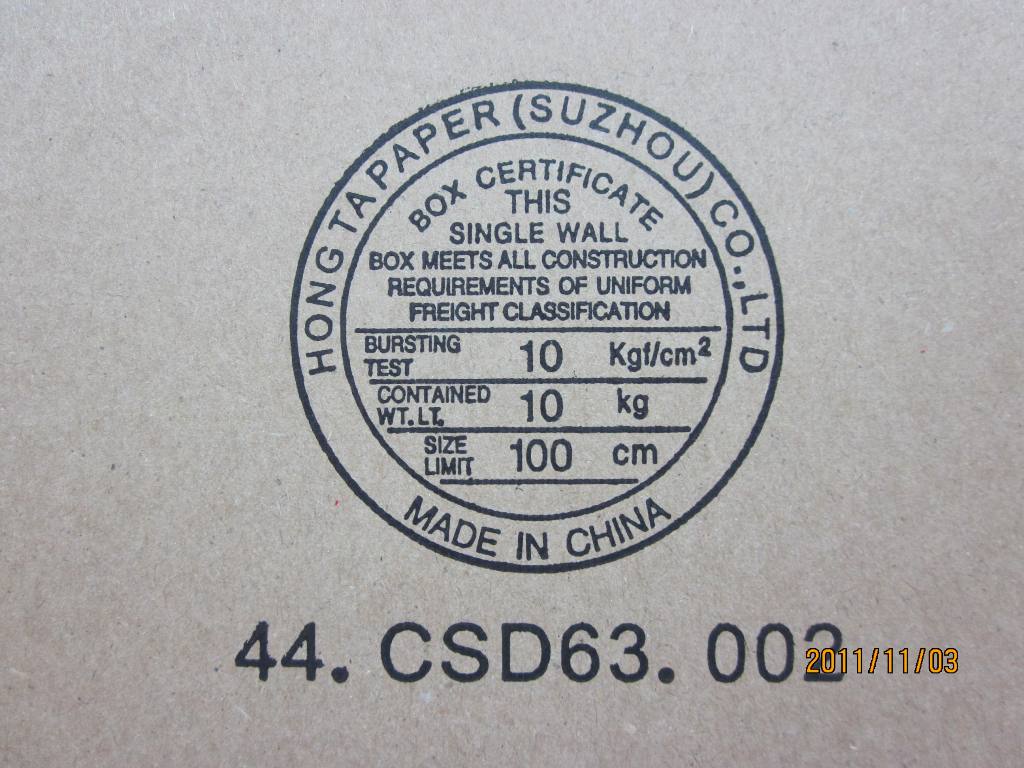 HONG TA PAPER (SUZHOU) CO.,LTD
BOX CERTIFICATE
THIS
SINGLE WALL
BOX MEETS ALL CONSTRUCTION
REQUIREMENTS OF UNIFORM
FREIGHT CLASSIFICATION
BURSTING TEST 10 Kgf/cm²
CONTAINED WT. LT. 10 kg
SIZE LIMIT 100 cm
MADE IN CHINA
44. CSD63. 002
2011/11/03